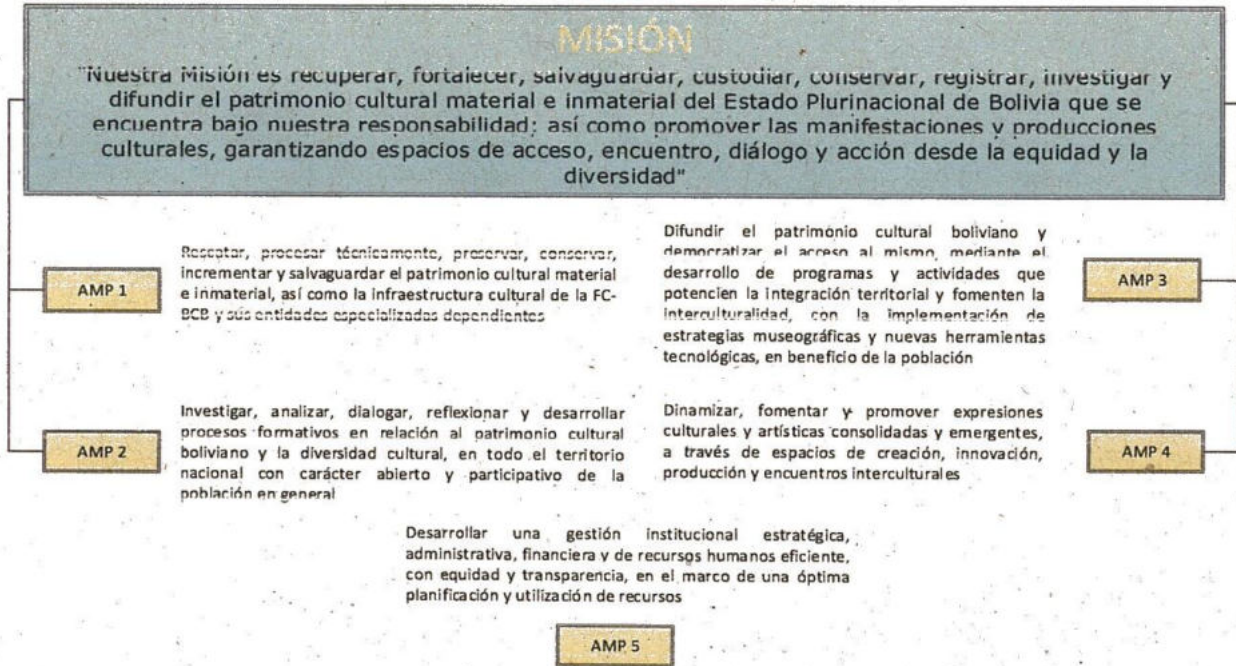 MISIÓN
"Nuestra Misión es recuperar, fortalecer, salvaguardar, custodiar, conservar, registrar, investigar y
difundir el patrimonio cultural material e inmaterial del Estado Plurinacional de Bolivia que se
encuentra bajo nuestra responsabilidad; así como promover las manifestaciones y producciones
culturales, garantizando espacios de acceso, encuentro, diálogo y acción desde la equidad y la
diversidad"
AMP 1
Rescatar, procesar técnicamente, preservar, conservar,
incrementar y salvaguardar el patrimonio cultural material
e inmaterial, así como la infraestructura cultural de la FC-
BCB y sus entidades especializadas dependientes
Difundir el patrimonio cultural boliviano y
democratizar el acceso al mismo, mediante el
desarrollo de programas y actividades que
potencien la integración territorial y fomenten la
interculturalidad, con la implementación de
estrategias museográficas y nuevas herramientas
tecnológicas, en beneficio de la población
AMP 3
AMP 2
Investigar, analizar, dialogar, reflexionar y desarrollar
procesos formativos en relación al patrimonio cultural
boliviano y la diversidad cultural, en todo el territorio
nacional con carácter abierto y participativo de la
población en general
Dinamizar, fomentar y promover expresiones
culturales y artísticas consolidadas y emergentes,
a través de espacios de creación, innovación,
producción y encuentros interculturales
AMP 4
Desarrollar una gestión institucional estratégica,
administrativa, financiera y de recursos humanos eficiente,
con equidad y transparencia, en el marco de una óptima
planificación y utilización de recursos
AMP 5